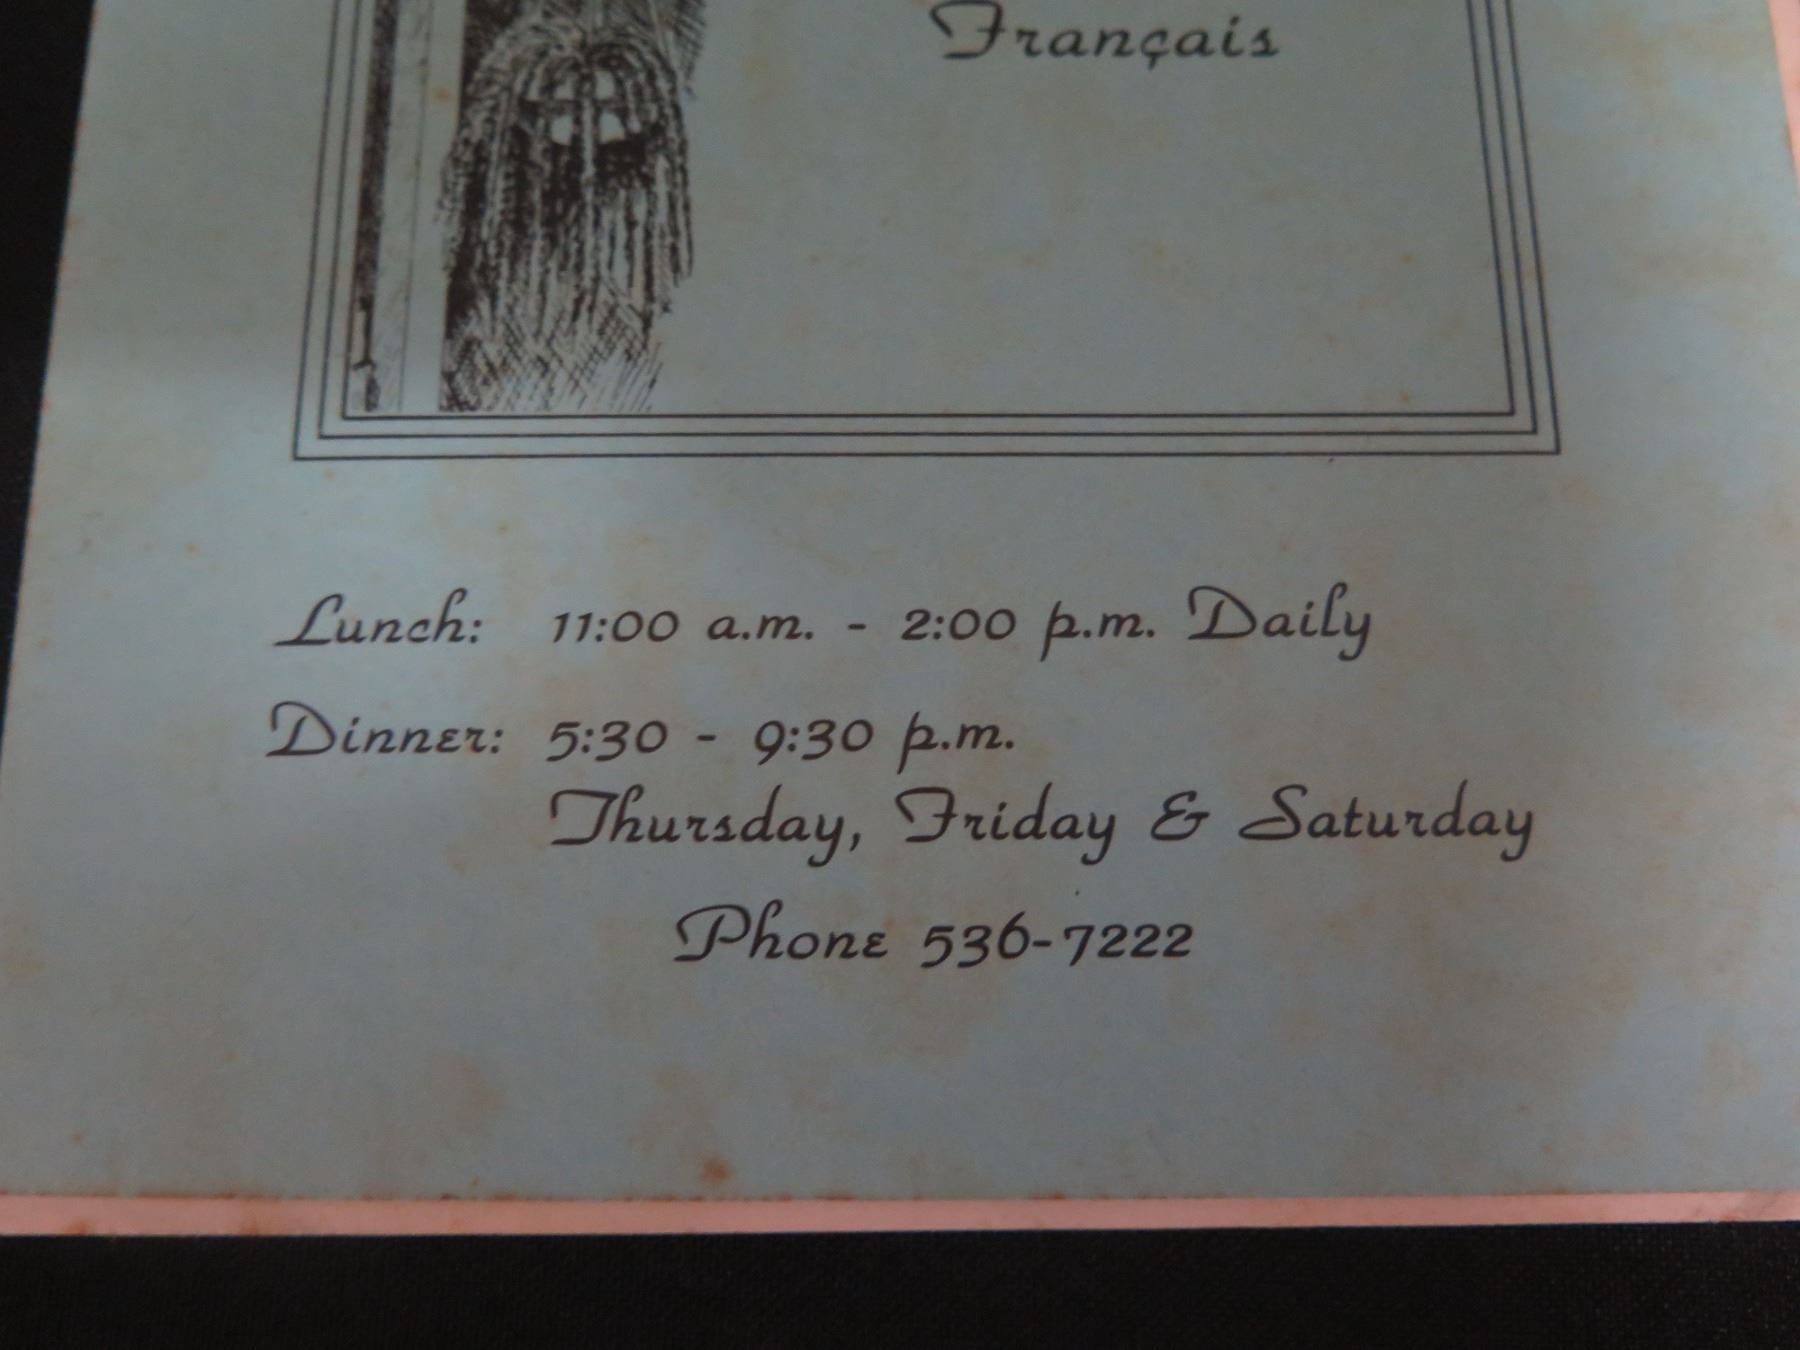 Français
Lunch: 11:00 a.m. - 2:00 p.m. Daily
Dinner: 5:30 - 9:30 p.m.
Thursday, Friday & Saturday
Phone 536-7222